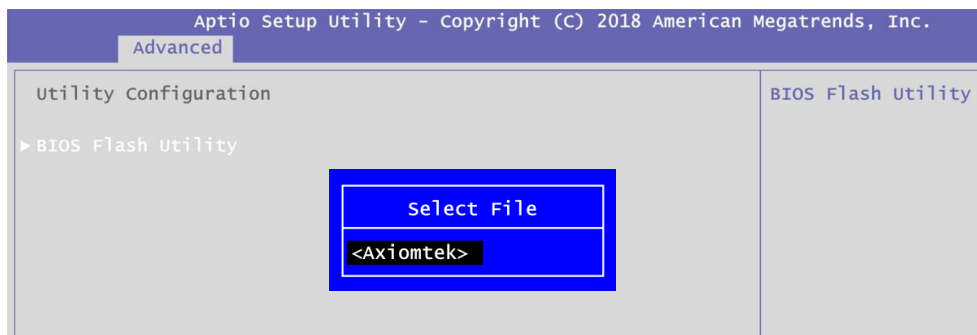 Aptio Setup Utility – Copyright (C) 2018 American Megatrends, Inc.
Advanced
Utility Configuration
BIOS Flash Utility
► BIOS Flash Utility
Select File
<Axiomtek>